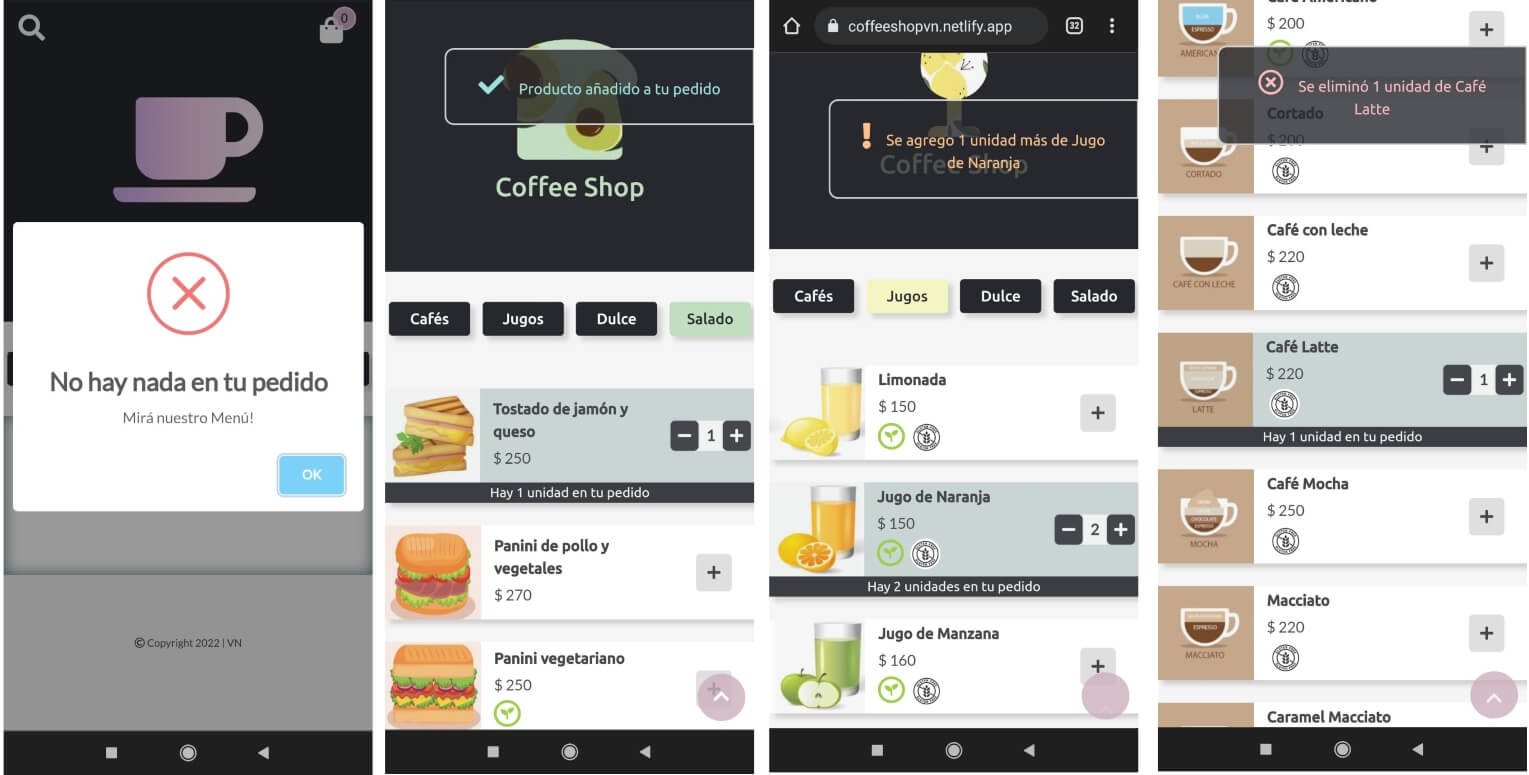 0
No hay nada en tu pedido
Mirá nuestro Menú!
OK
© Copyright 2022 | VN
Producto añadido a tu pedido
Coffee Shop
Cafés
Jugos
Dulce
Salado
Tostado de jamón y
queso
$ 250
1
Hay 1 unidad en tu pedido
Panini de pollo y
vegetales
$ 270
Panini vegetariano
$ 250
coffeeshopvn.netlify.app
32
Se agrego 1 unidad más de Jugo
de Naranja
Coffee Shop
Cafés
Jugos
Dulce
Salado
Limonada
$ 150
Jugo de Naranja
$ 150
2
Hay 2 unidades en tu pedido
Jugo de Manzana
$ 160
Café Americano
$ 200
ESPRESSO
AMERICAN
Se eliminó 1 unidad de Café
Latte
Cortado
$ 200
CORTADO
Café con leche
$ 220
CAFÉ CON LECHE
Café Latte
$ 220
1
LATTE
Hay 1 unidad en tu pedido
Café Mocha
$ 250
CHOCOLATE
ESPRESSO
MOCHA
Macciato
$ 220
ESPRESSO
MACCIATO
Caramel Macciato